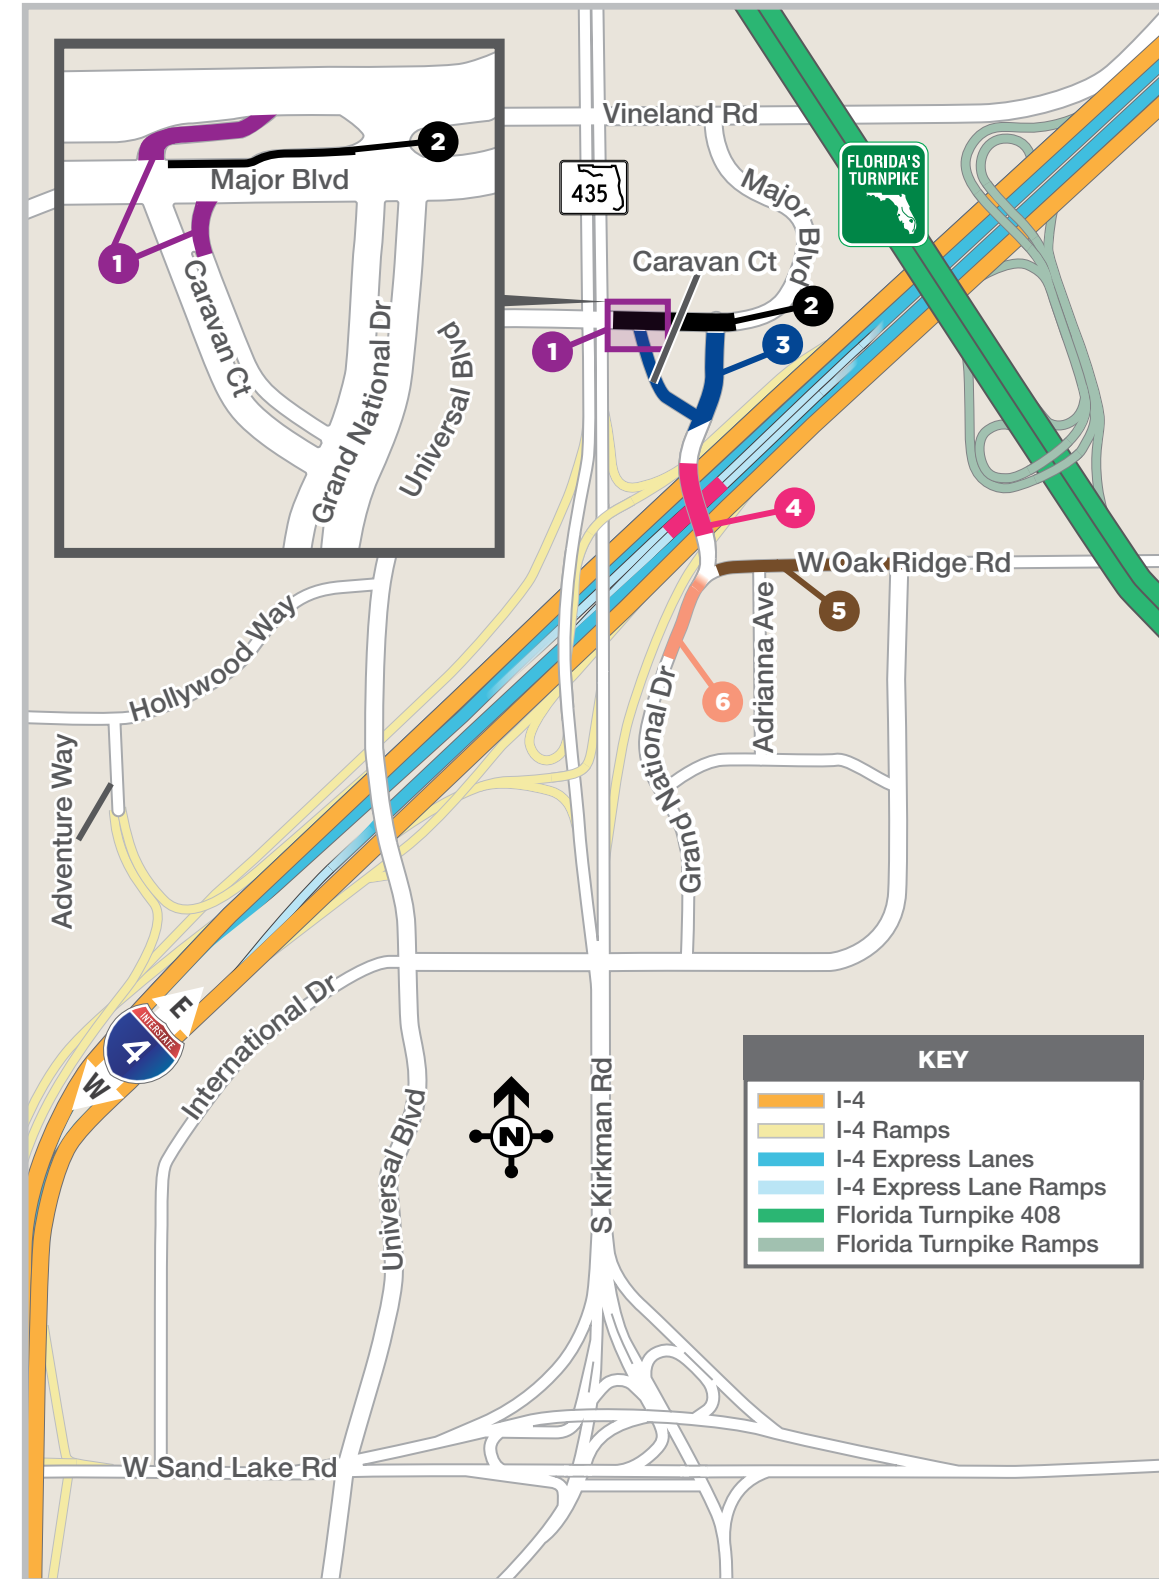 2
Major Blvd
1
Caravan Ct
Grand National Dr
Universal Blvd
Vineland Rd
435
Major Blvd
FLORIDA'S
TURNPIKE
Caravan Ct
2
1
3
4
W Oak Ridge Rd
5
Adrianna Ave
6
Grand National Dr
Hollywood Way
Adventure Way
E
INTERSTATE
4
W
International Dr
Universal Blvd
N
S Kirkman Rd
KEY
I-4
I-4 Ramps
I-4 Express Lanes
I-4 Express Lane Ramps
Florida Turnpike 408
Florida Turnpike Ramps
W Sand Lake Rd